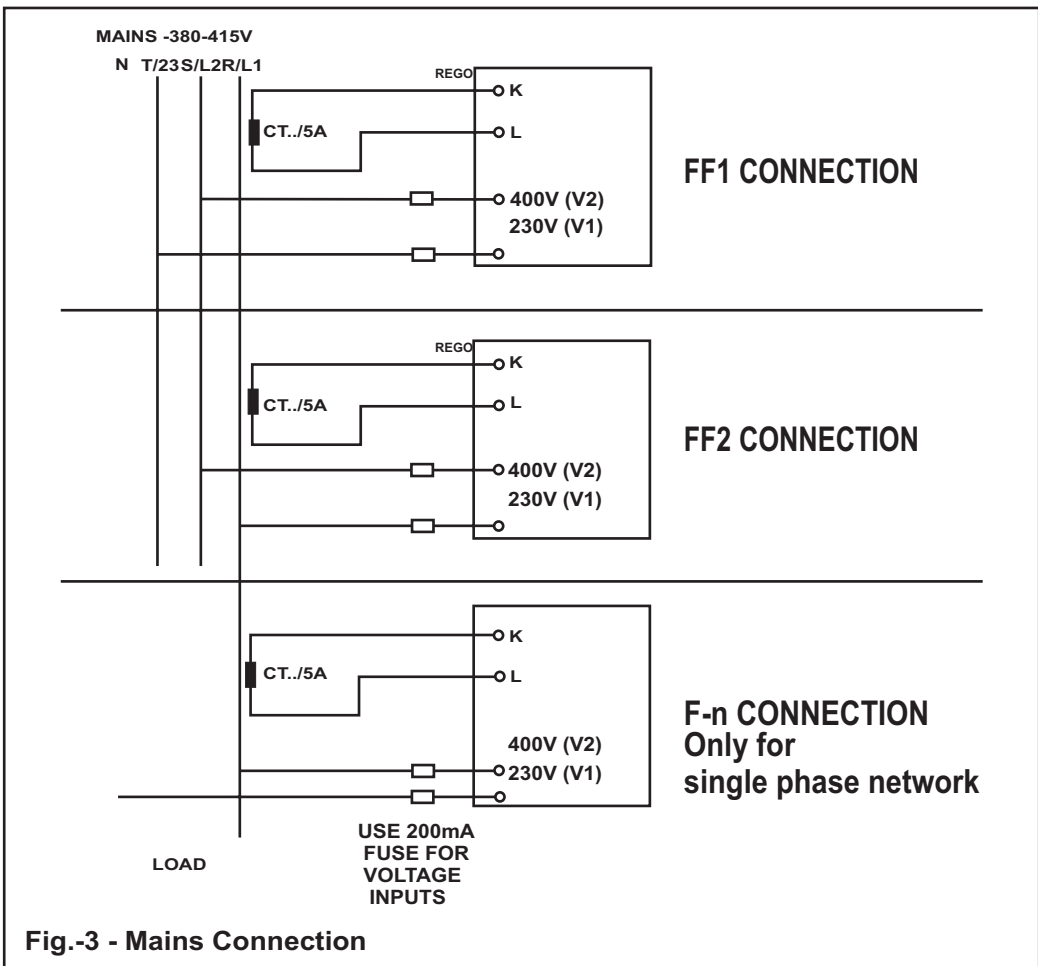 MAINS -380-415V
N T/23S/L2R/L1
REGO
K
CT../5A
L
FF1 CONNECTION
400V (V2)
230V (V1)
REGO
K
CT../5A
L
FF2 CONNECTION
400V (V2)
230V (V1)
K
CT../5A
L
F-n CONNECTION
Only for
single phase network
400V (V2)
230V (V1)
USE 200mA
FUSE FOR
VOLTAGE
INPUTS
LOAD
Fig.-3 - Mains Connection